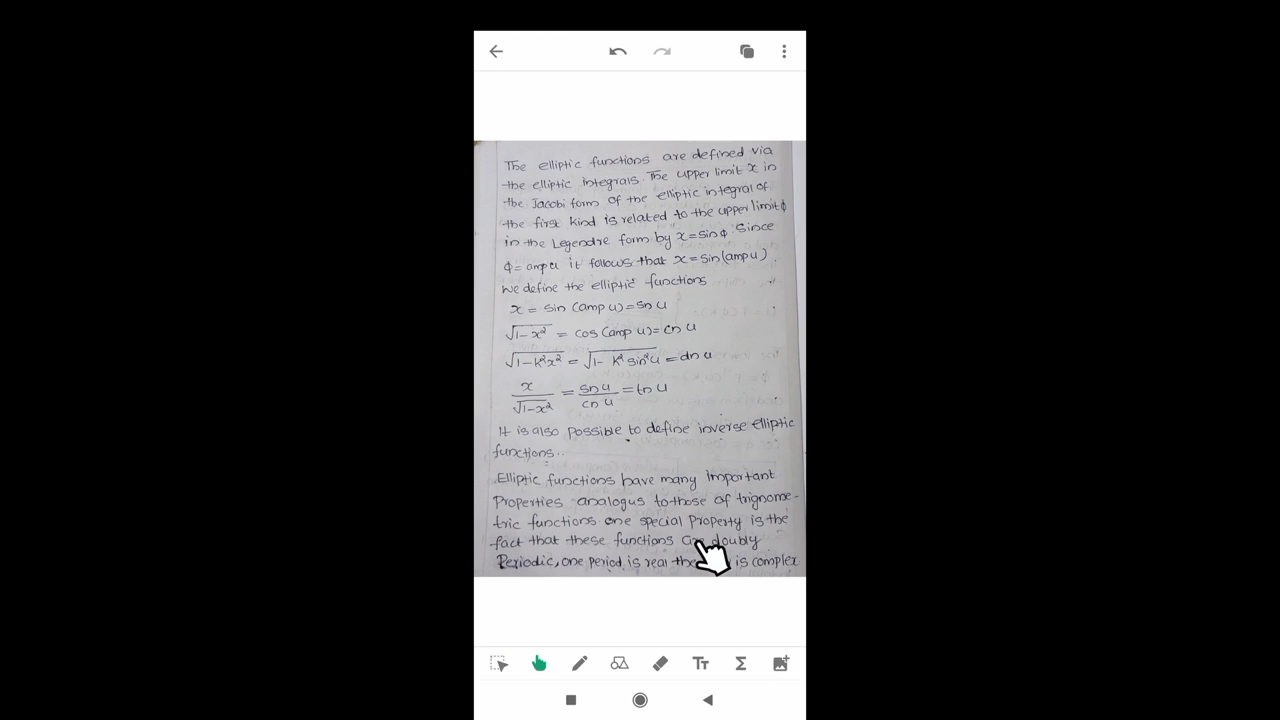 The elliptic functions are defined via
the elliptic integrals. The upper limit x in
the Jacobi form of the elliptic integral of
the first kind is related to the upper limit ϕ
in the Legendre form by x=sinϕ. Since
ϕ=amp u it follows that x=sin(amp u)
We define the elliptic functions
x = sin (amp u)=sn u
√1-x² = cos(amp u)=cn u
√1-k²x² = √1-k²sin²u = dn u
x/√1-x² = sn u/cn u = tn u
It is also possible to define inverse elliptic
functions..
Elliptic functions have many important
Properties analogus to those of trignome-
tric functions one special Property is the
fact that these functions doubly
Periodic, one period is real is complex
Tт
Σ